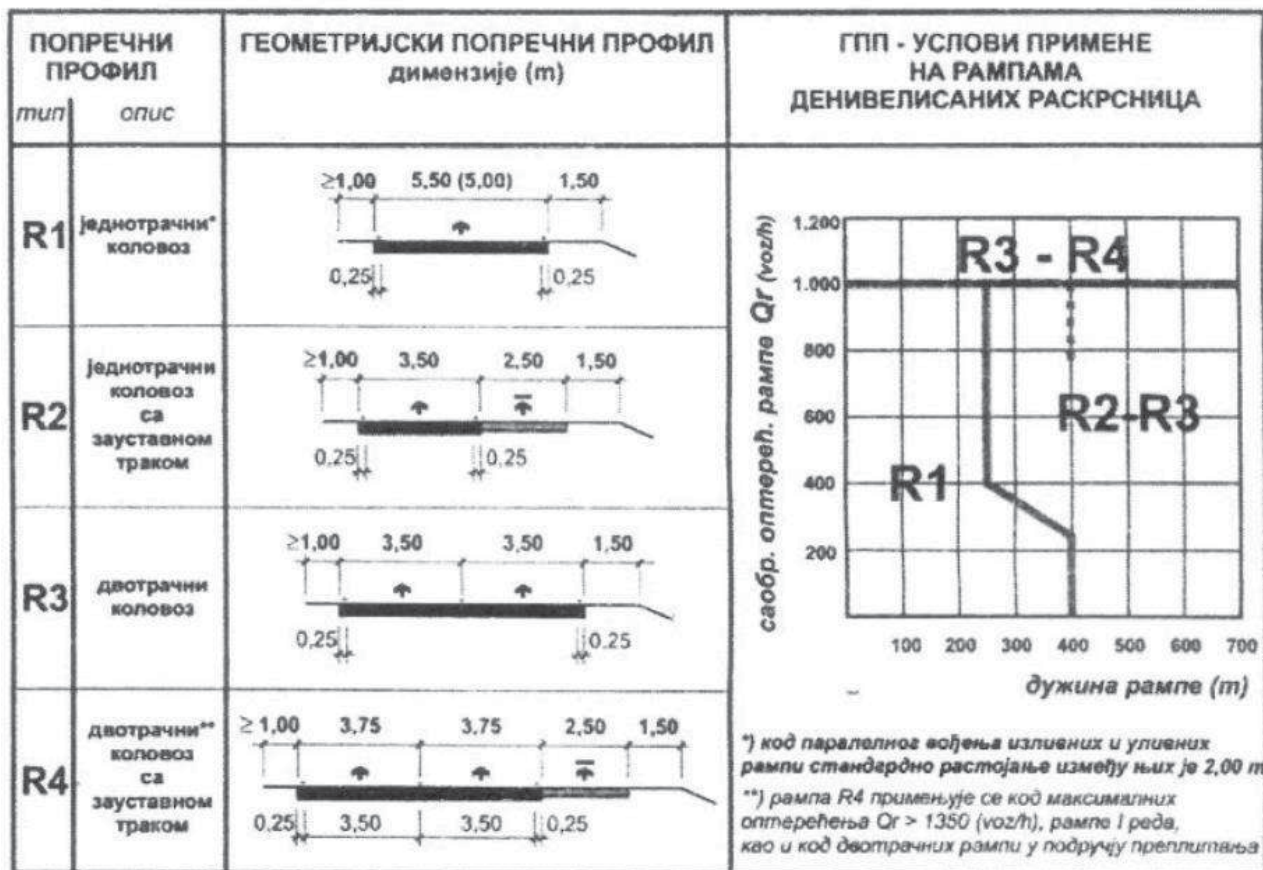 ПОПРЕЧНИ
ПРОФИЛ
тип
опис
ГЕОМЕТРИЈСКИ ПОПРЕЧНИ ПРОФИЛ
димензије (m)
ГПП - УСЛОВИ ПРИМЕНЕ
НА РАМПАМА
ДЕНИВЕЛИСАНИХ РАСКРСНИЦА
R1
једнотрачни*
коловоз
≥1,00 5,50 (5,00) 1,50
0,25 0,25
R2
једнотрачни
коловоз
са
зауставном
траком
≥1,00 3,50 2,50 1,50
0,25 0,25
R3
двотрачни
коловоз
≥1,00 3,50 3,50 1,50
0,25 0,25
R4
двотрачни**
коловоз
са
зауставном
траком
≥1,00 3,75 3,75 2,50 1,50
0,25 3,50 3,50 0,25
саобр. оптерећ. рампе Qr (voz/h)
1.200
1.000
800
600
400
200
R3 - R4
R2-R3
R1
100 200 300 400 500 600 700
дужина рампе (m)
*) код паралелног вођења изливних и уливних
рампи стандардно растојање између њих је 2,00 m
**) рампа R4 примењује се код максималних
оптерећења Qr > 1350 (voz/h), рампе I реда,
као и код двотрачних рампи у подручју преплитања